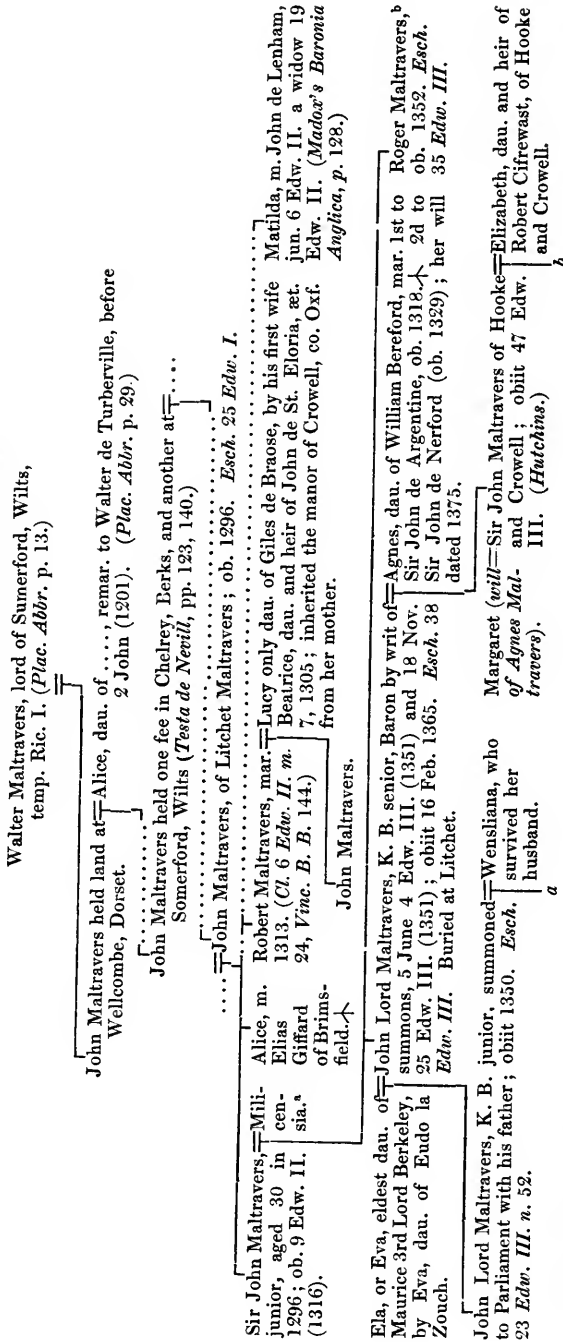 Walter Maltravers, lord of Sumerford, Wilts,
temp. Ric. I. (Plac. Abbr. p. 13.)
John Maltravers held land at
Wellcombe, Dorset.
Alice, dau. of ...., remar. to Walter de Turberville, before
2 John (1201). (Plac. Abbr. p. 29.)
John Maltravers held one fee in Chelrey, Berks, and another at
Somerford, Wilts (Testa de Nevill, pp. 123, 140.)
....
....
John Maltravers, of Litchet Maltravers; ob. 1296. Esch. 25 Edw. I.
Sir John Maltravers,
junior, aged 30 in
1296; ob. 9 Edw. II.
(1316).
Mili-
cen-
sia.a
Alice, m.
Elias
Giffard
of Brims-
field.
Robert Maltravers, mar.
1313. (Cl. 6 Edw. II. m.
24, Vinc. B. B. 144.)
Lucy only dau. of Giles de Braose, by his first wife
Beatrice, dau. and heir of John de St. Eloria, æt.
7, 1305; inherited the manor of Crowell, co. Oxf.
from her mother.
John Maltravers.
Matilda, m. John de Lenham,
jun. 6 Edw. II. a widow 19
Edw. II. (Madox's Baronia
Anglica, p. 128.)
Ela, or Eva, eldest dau. of
Maurice 3rd Lord Berkeley,
by Eva, dau. of Eudo la
Zouch.
John Lord Maltravers, K. B. senior, Baron by writ of
summons, 5 June 4 Edw. III. (1351) and 18 Nov.
25 Edw. III. (1351); obiit 16 Feb. 1365. Esch. 38
Edw. III. Buried at Litchet.
Agnes, dau. of William Bereford, mar. 1st to
Sir John de Argentine, ob. 1318. 2d to
Sir John de Nerford (ob. 1329); her will
dated 1375.
Roger Maltravers,b
ob. 1352. Esch.
35 Edw. III.
John Lord Maltravers, K. B. junior, summoned
to Parliament with his father; obiit 1350. Esch.
23 Edw. III. n. 52.
Wensliana, who
survived her
husband.
a
Margaret (will
of Agnes Mal-
travers).
Sir John Maltravers of Hooke
and Crowell; obiit 47 Edw.
III. (Hutchins.)
Elizabeth, dau. and heir of
Robert Cifrewast, of Hooke
and Crowell.
b